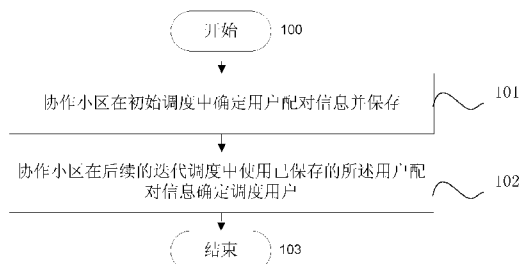 开始
100
协作小区在初始调度中确定用户配对信息并保存
101
协作小区在后续的迭代调度中使用已保存的所述用户配
对信息确定调度用户
102
结束
103